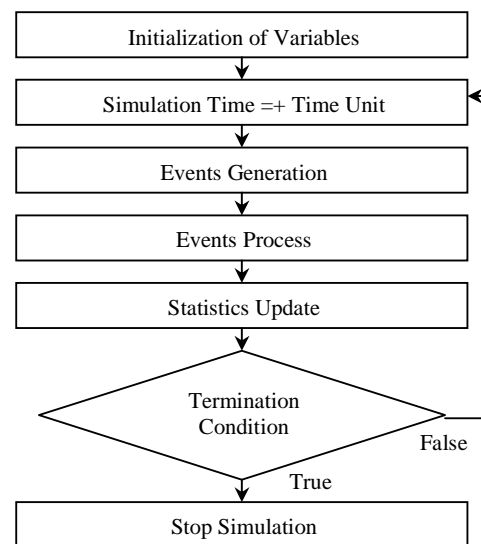 Initialization of Variables
Simulation Time =+ Time Unit
Events Generation
Events Process
Statistics Update
Termination
Condition
False
True
Stop Simulation